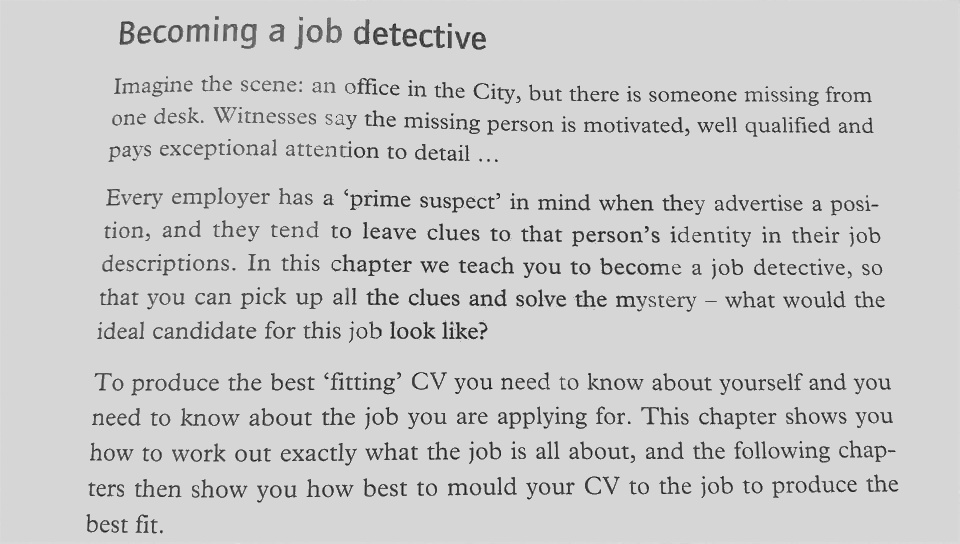 Becoming a job detective
Imagine the scene: an office in the City, but there is someone missing from
one desk. Witnesses say the missing person is motivated, well qualified and
pays exceptional attention to detail …
Every employer has a ‘prime suspect’ in mind when they advertise a posi-
tion, and they tend to leave clues to that person’s identity in their job
descriptions. In this chapter we teach you to become a job detective, so
that you can pick up all the clues and solve the mystery – what would the
ideal candidate for this job look like?
To produce the best ‘fitting’ CV you need to know about yourself and you
need to know about the job you are applying for. This chapter shows you
how to work out exactly what the job is all about, and the following chap-
ters then show you how best to mould your CV to the job to produce the
best fit.